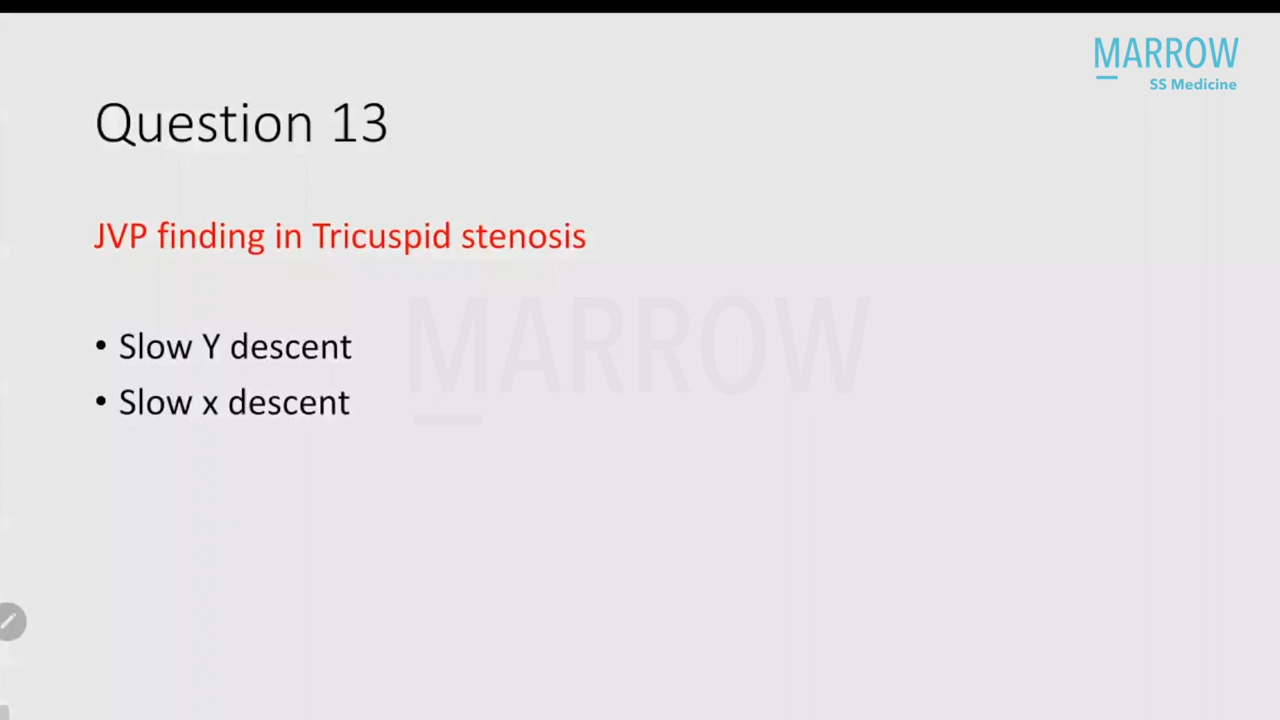 MARROW
SS Medicine
Question 13
JVP finding in Tricuspid stenosis
MARROW
• Slow Y descent
• Slow x descent